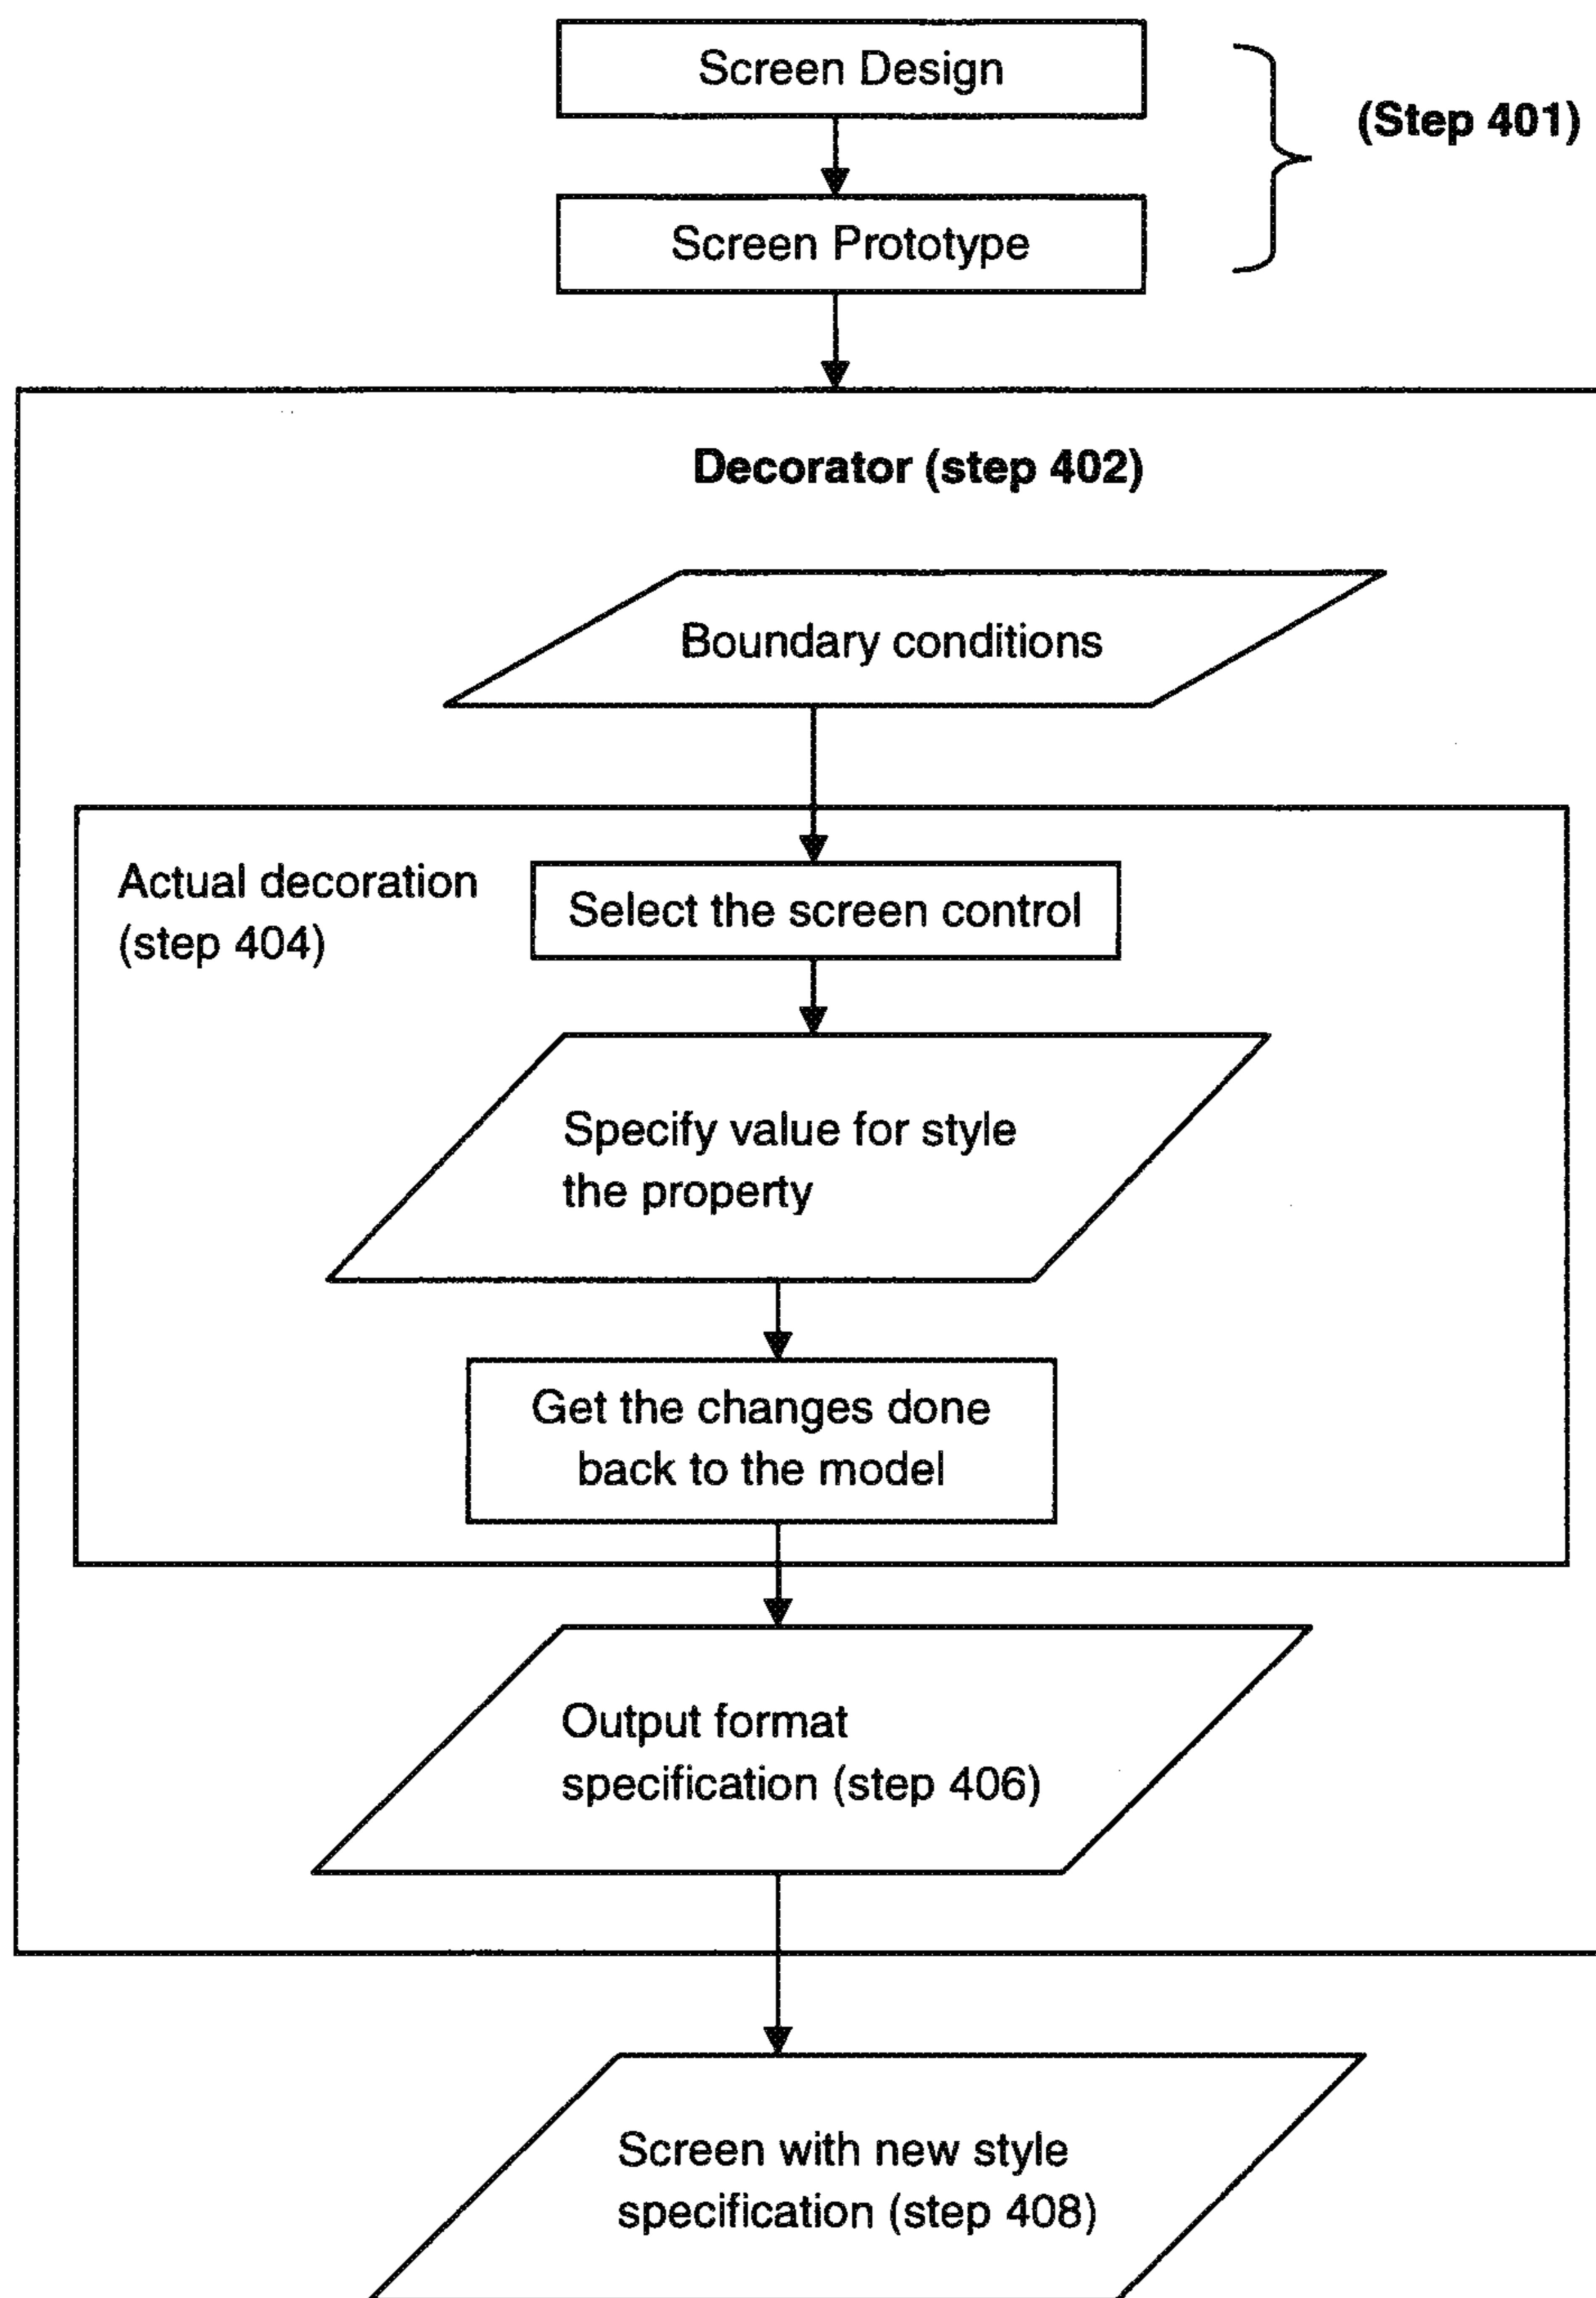 Screen Design
(Step 401)
Screen Prototype
Decorator (step 402)
Boundary conditions
Actual decoration
(step 404)
Select the screen control
Specify value for style
the property
Get the changes done
back to the model
Output format
specification (step 406)
Screen with new style
specification (step 408)